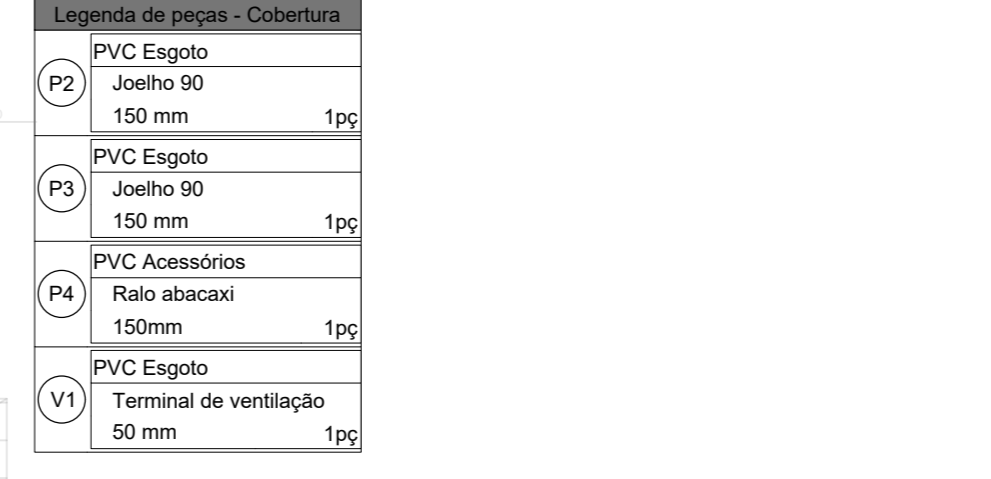 Legenda de peças - Cobertura
P2
PVC Esgoto
Joelho 90
150 mm 1pç
P3
PVC Esgoto
Joelho 90
150 mm 1pç
P4
PVC Acessórios
Ralo abacaxi
150mm 1pç
V1
PVC Esgoto
Terminal de ventilação
50 mm 1pç